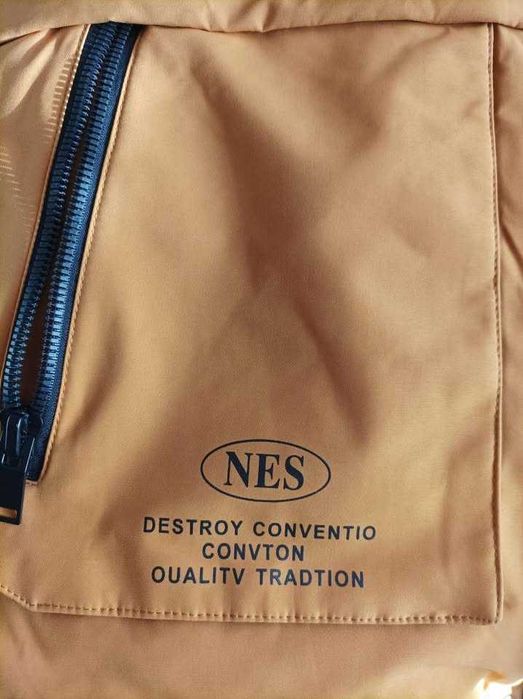 NES
DESTROY CONVENTIO
CONVTON
OUALITV TRADTION